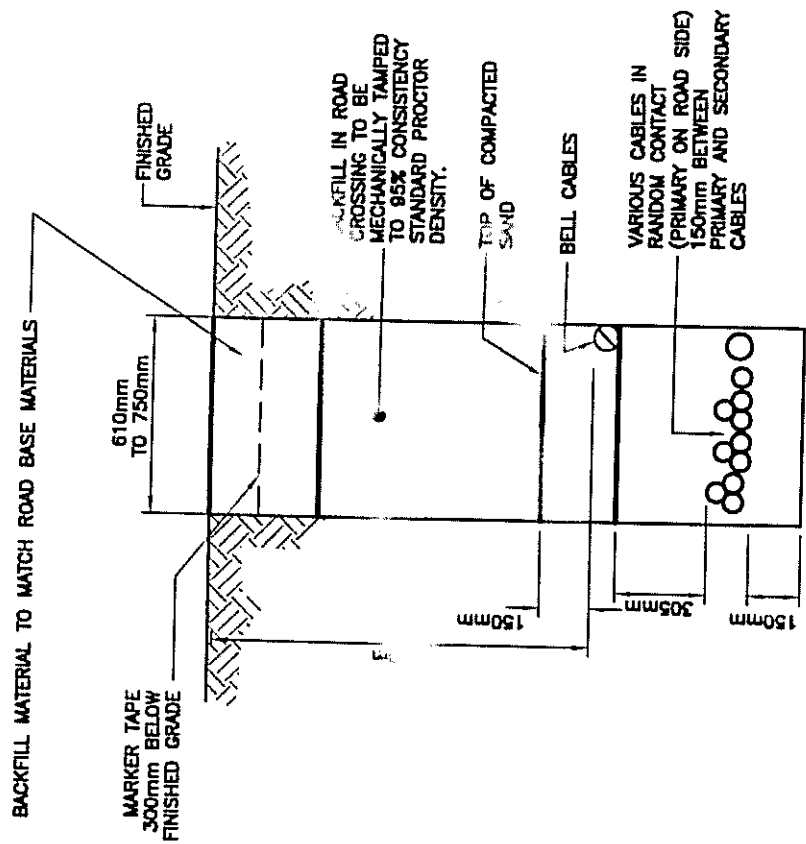 BACKFILL MATERIAL TO MATCH ROAD BASE MATERIALS
610mm
TO 750mm
FINISHED
GRADE
MARKER TAPE
300mm BELOW
FINISHED GRADE
IN ROAD
CROSSING TO BE
MECHANICALLY TAMPED
TO 95% CONSISTENCY
STANDARD PROCTOR
DENSITY.
TOP OF COMPACTED
SAND
BELL CABLES
VARIOUS CABLES IN
RANDOM CONTACT
(PRIMARY ON ROAD SIDE)
150mm BETWEEN
PRIMARY AND SECONDARY
CABLES
150mm
305mm
150mm